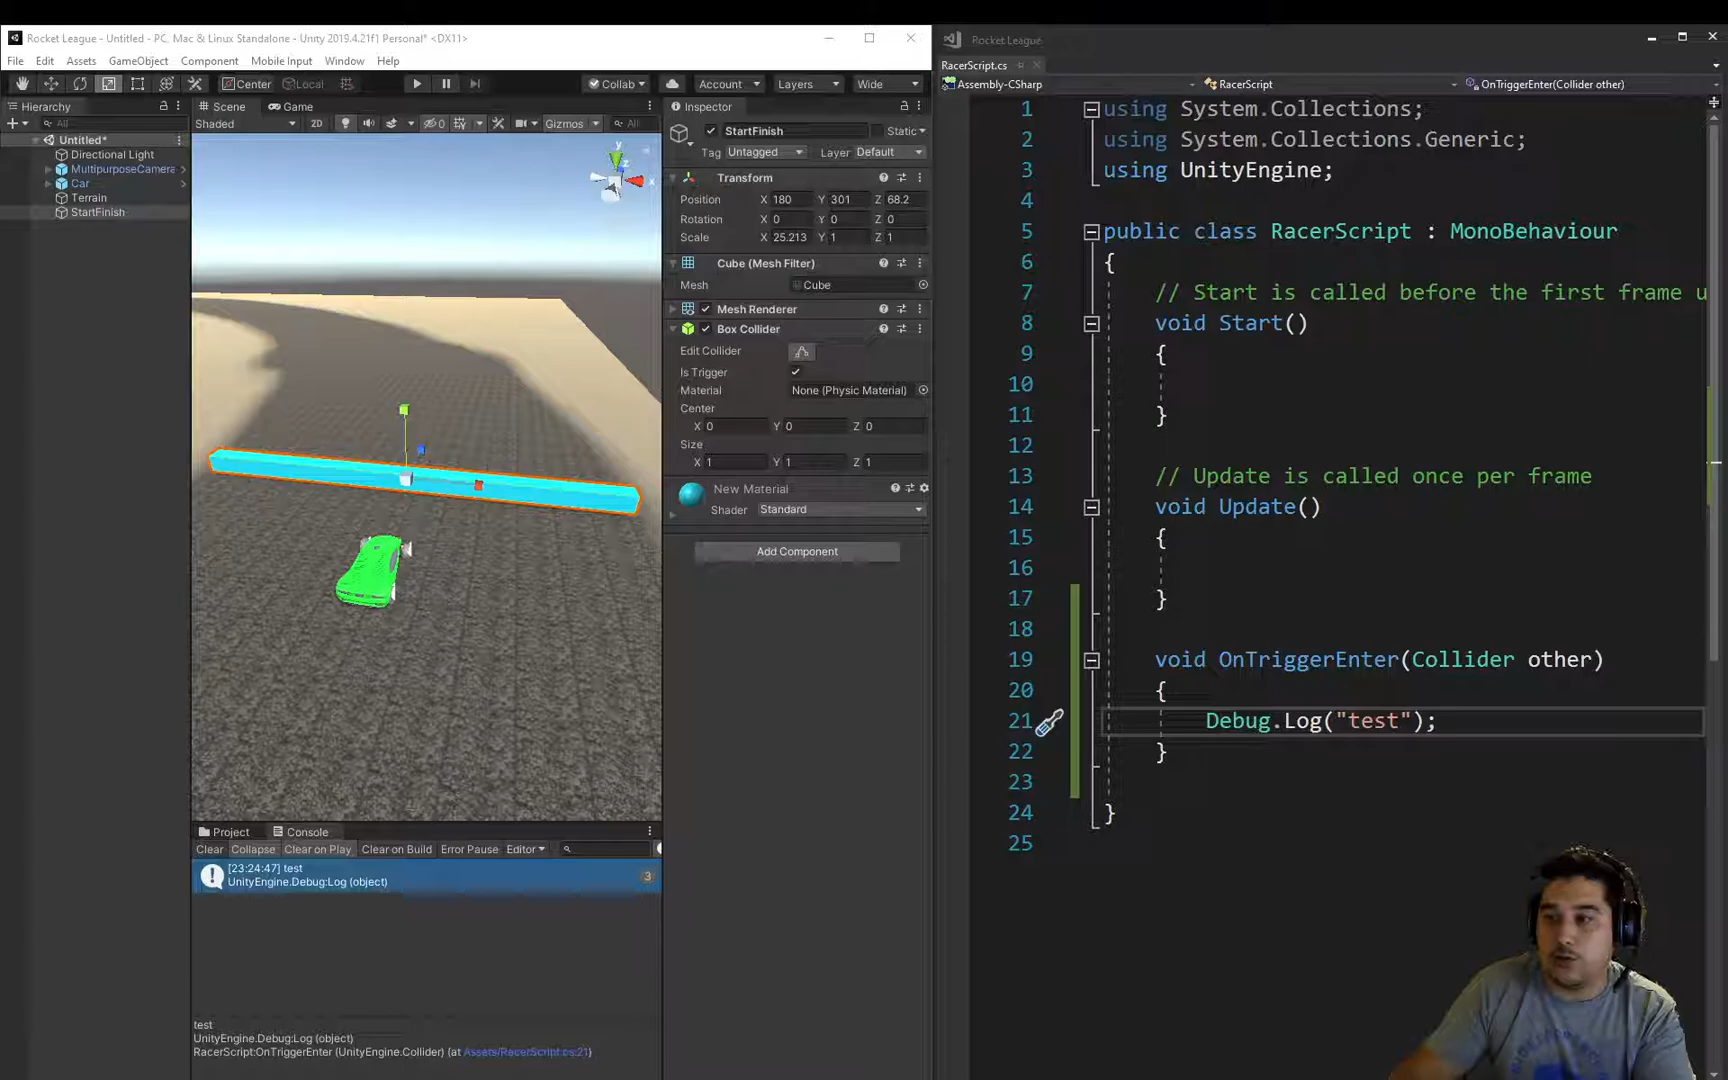 Rocket League - Untitled - PC, Mac & Linux Standalone - Unity 2019.4.21f1 Personal* <DX11>
File Edit Assets GameObject Component Mobile Input Window Help
Center Local Collab Account Layers Wide
Hierarchy
All
Untitled*
Directional Light
MultipurposeCamera
Car
Terrain
StartFinish
Scene Game
Shaded 2D 0 Gizmos All
y
z
x
Inspector
StartFinish Static
Tag Untagged Layer Default
Transform
Position X 180 Y 301 Z 68.2
Rotation X 0 Y 0 Z 0
Scale X 25.213 Y 1 Z 1
Cube (Mesh Filter)
Mesh Cube
Mesh Renderer
Box Collider
Edit Collider
Is Trigger
Material None (Physic Material)
Center
X 0 Y 0 Z 0
Size
X 1 Y 1 Z 1
New Material
Shader Standard
Add Component
Project Console
Clear Collapse Clear on Play Clear on Build Error Pause Editor
[23:24:47] test
UnityEngine.Debug:Log (object)
3
test
UnityEngine.Debug:Log (object)
RacerScript:OnTriggerEnter (UnityEngine.Collider) (at Assets/RacerScript.cs:21)
Rocket League
RacerScript.cs
Assembly-CSharp RacerScript OnTriggerEnter(Collider other)
1 using System.Collections;
2 using System.Collections.Generic;
3 using UnityEngine;
4
5 public class RacerScript : MonoBehaviour
6 {
7 // Start is called before the first frame u
8 void Start()
9 {
10
11 }
12
13 // Update is called once per frame
14 void Update()
15 {
16
17 }
18
19 void OnTriggerEnter(Collider other)
20 {
21 Debug.Log("test");
22 }
23
24 }
25